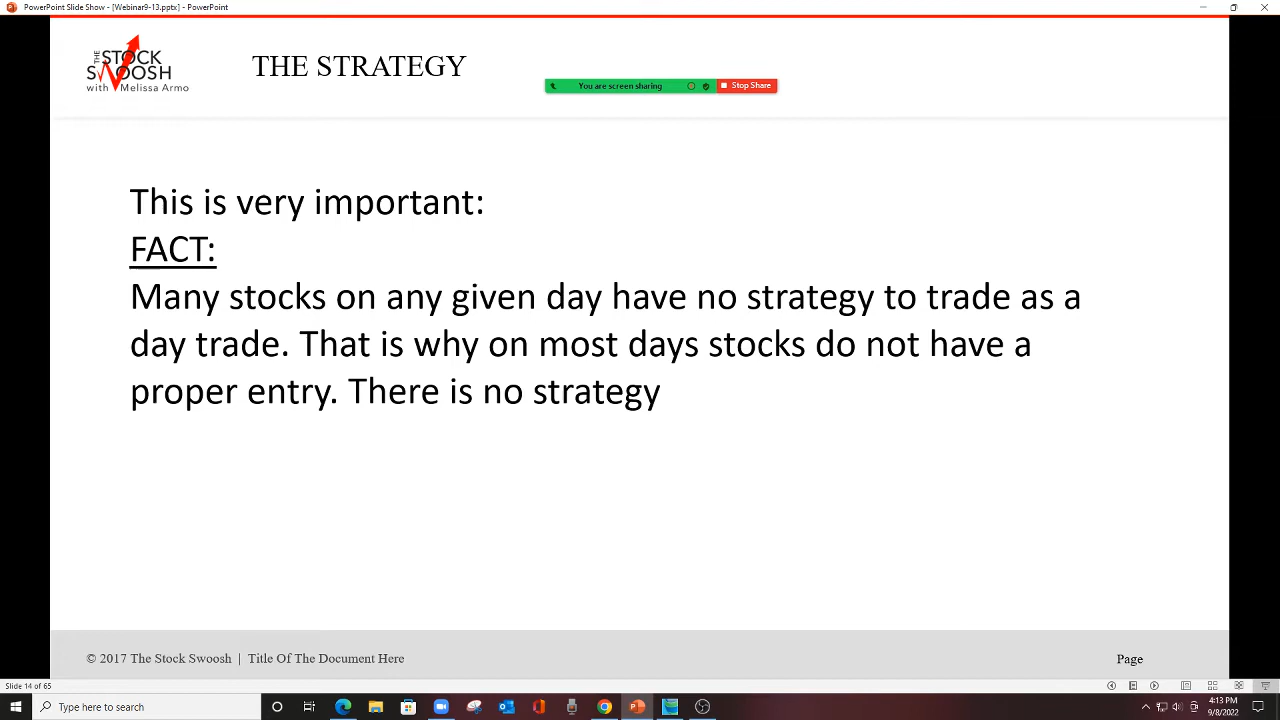 PowerPoint Slide Show - [Webinar9-13.pptx] - PowerPoint
THE STOCK
SWOOSH
with Melissa Armo
THE STRATEGY
You are screen sharing
Stop Share
This is very important:
FACT:
Many stocks on any given day have no strategy to trade as a
day trade. That is why on most days stocks do not have a
proper entry. There is no strategy
© 2017 The Stock Swoosh | Title Of The Document Here
Page
Slide 14 of 65
Type here to search
4:13 PM
9/8/2022